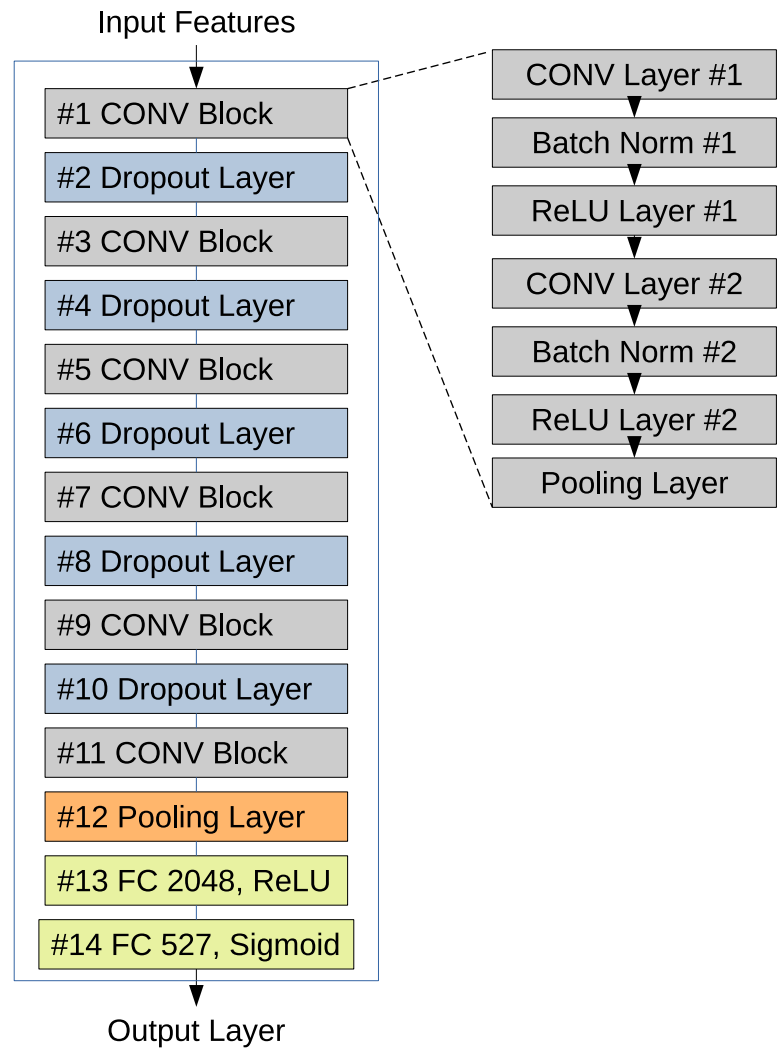 Input Features
#1 CONV Block
#2 Dropout Layer
#3 CONV Block
#4 Dropout Layer
#5 CONV Block
#6 Dropout Layer
#7 CONV Block
#8 Dropout Layer
#9 CONV Block
#10 Dropout Layer
#11 CONV Block
#12 Pooling Layer
#13 FC 2048, ReLU
#14 FC 527, Sigmoid
Output Layer
CONV Layer #1
Batch Norm #1
ReLU Layer #1
CONV Layer #2
Batch Norm #2
ReLU Layer #2
Pooling Layer